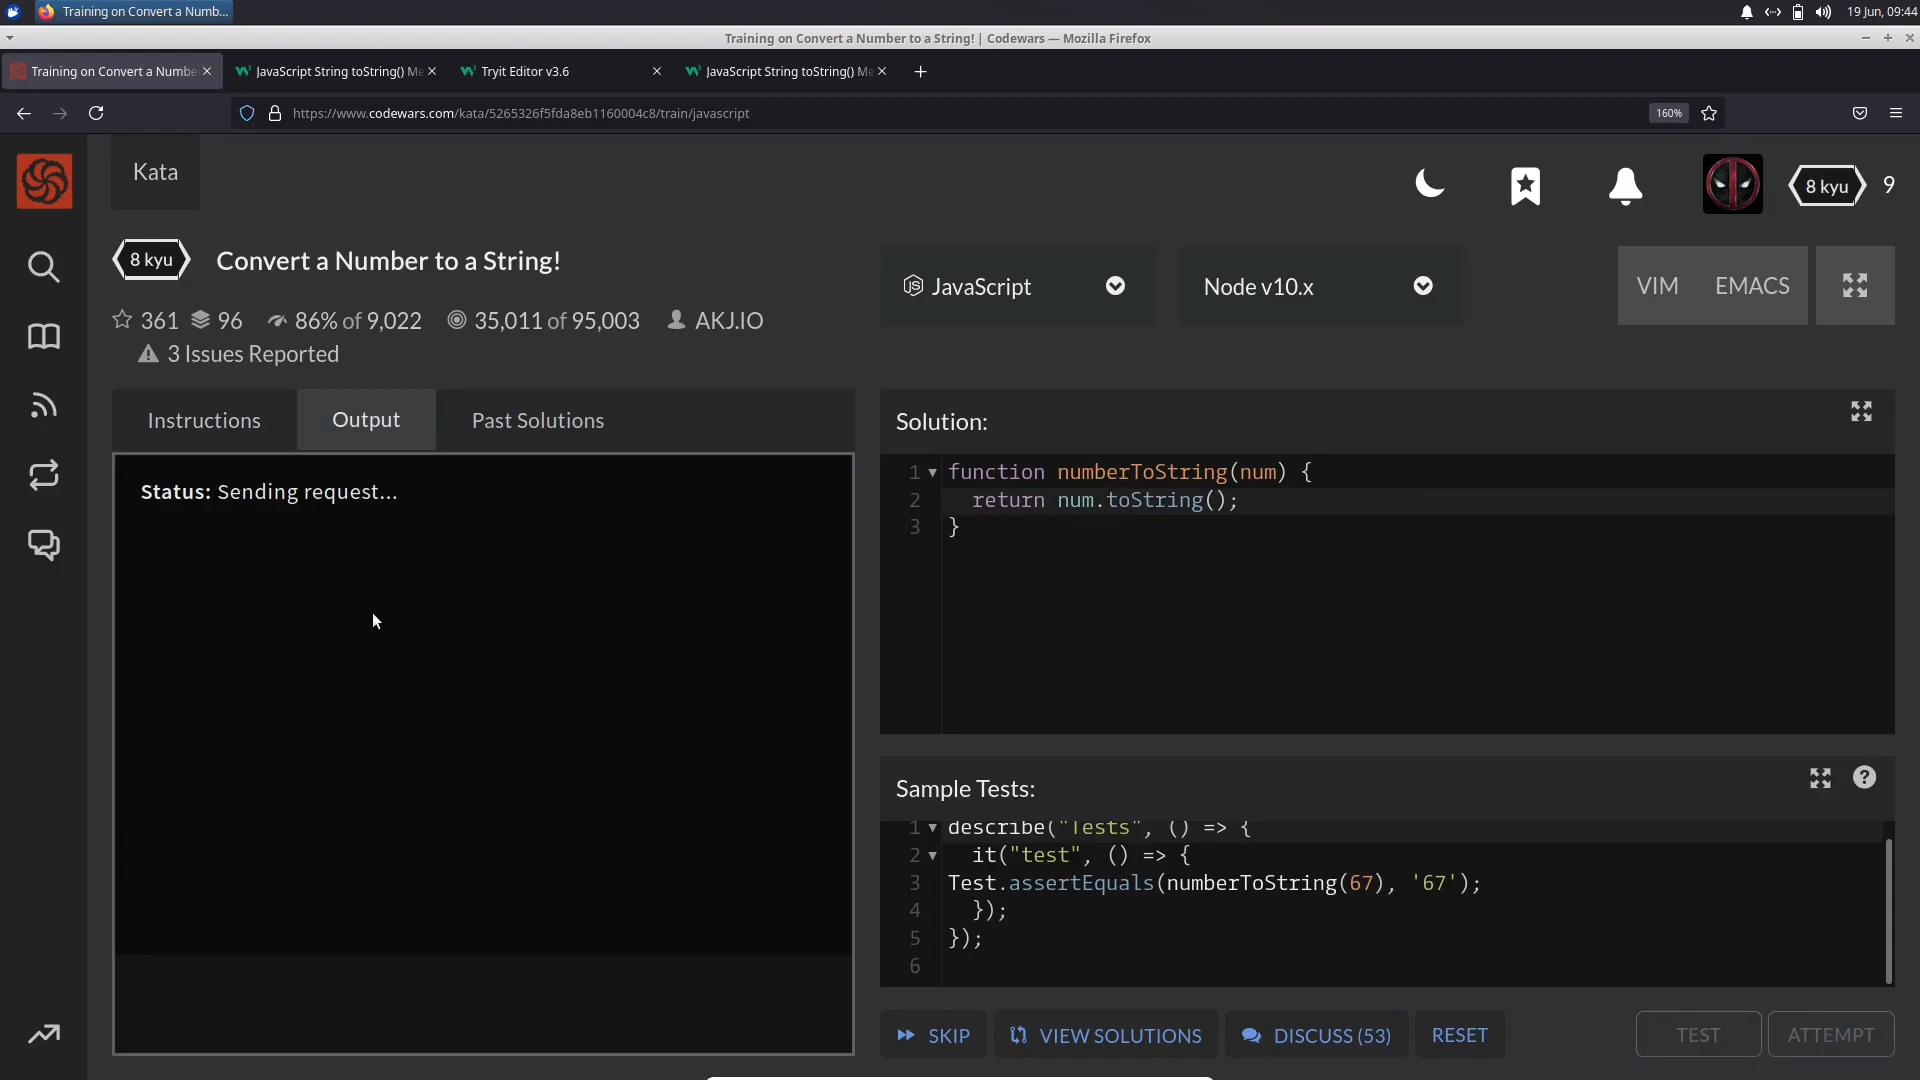 Training on Convert a Numb...
19 Jun, 09:44
Training on Convert a Number to a String! | Codewars — Mozilla Firefox
Training on Convert a Numbe
JavaScript String toString() Me
Tryit Editor v3.6
JavaScript String toString() Me
https://www.codewars.com/kata/5265326f5fda8eb1160004c8/train/javascript
160%
Kata
8 kyu
9
8 kyu
Convert a Number to a String!
JavaScript
Node v10.x
VIM
EMACS
361
96
86% of 9,022
35,011 of 95,003
AKJ.IO
3 Issues Reported
Instructions
Output
Past Solutions
Status: Sending request...
Solution:
1 function numberToString(num) {
2 return num.toString();
3 }
Sample Tests:
1 describe("Tests", () => {
2 it("test", () => {
3 Test.assertEquals(numberToString(67), '67');
4 });
5 });
6
SKIP
VIEW SOLUTIONS
DISCUSS (53)
RESET
TEST
ATTEMPT